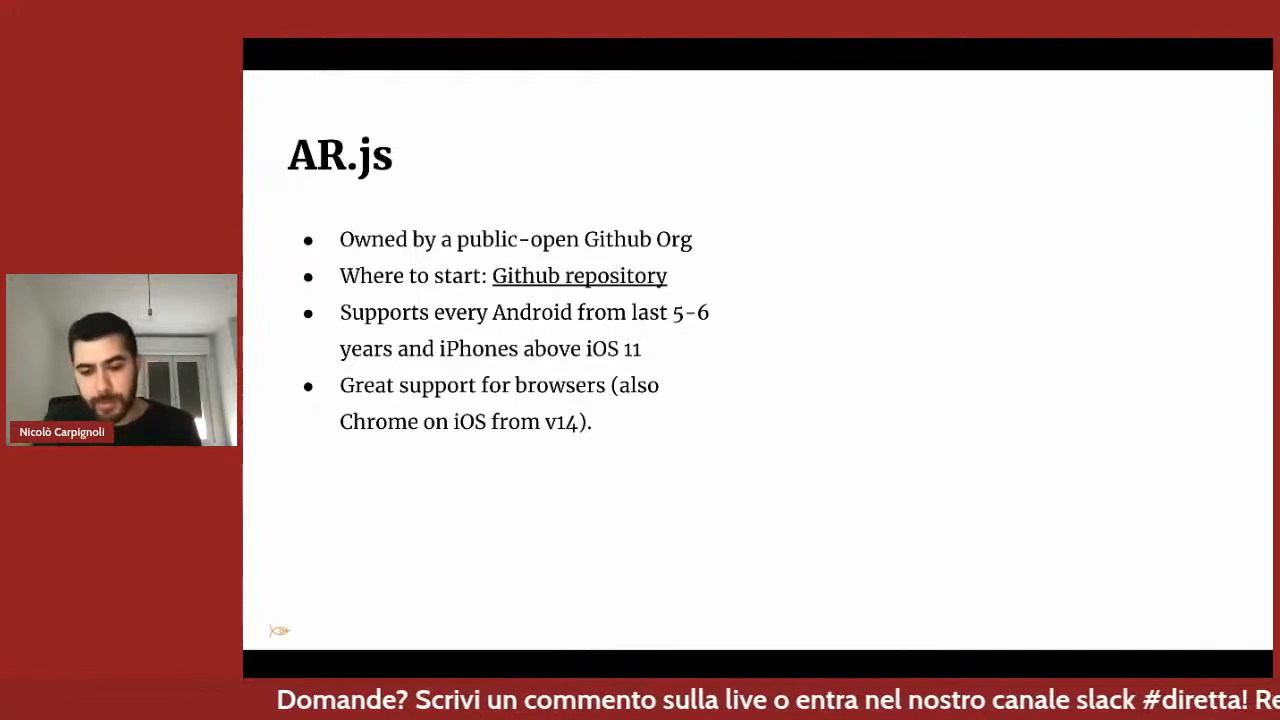 AR.js
● Owned by a public-open Github Org
● Where to start: Github repository
● Supports every Android from last 5-6
years and iPhones above iOS 11
● Great support for browsers (also
Chrome on iOS from v14).
Nicolò Carpignoli
Domande? Scrivi un commento sulla live o entra nel nostro canale slack #diretta! Re